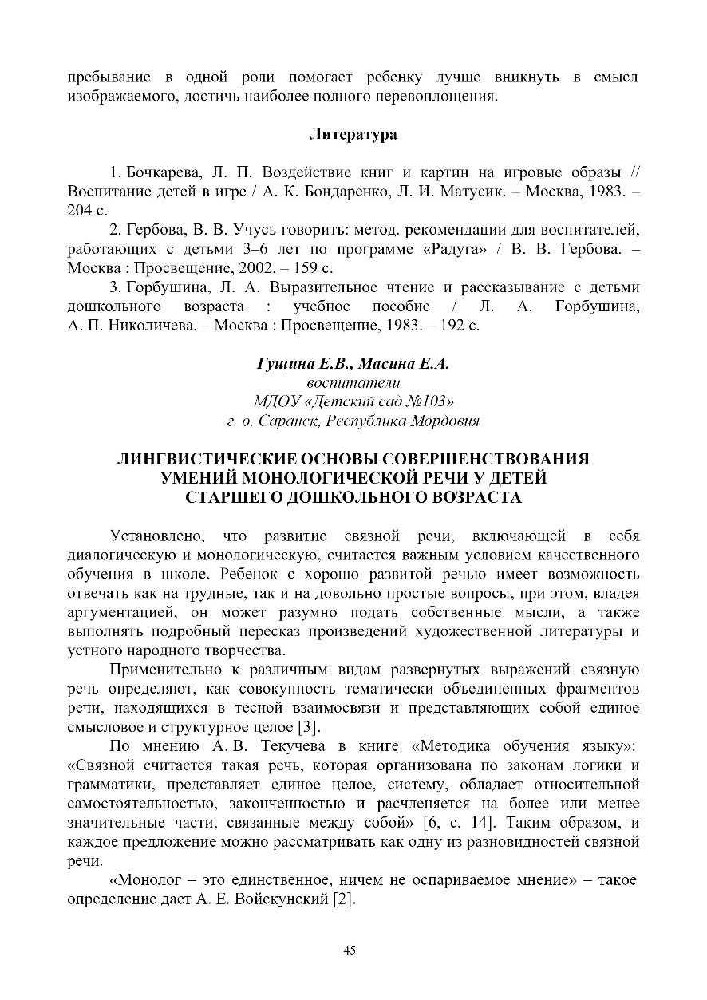 пребывание в одной роли помогает ребенку лучше вникнуть в смысл
изображаемого, достичь наиболее полного перевоплощения.
Литература
1. Бочкарева, Л. П. Воздействие книг и картин на игровые образы //
Воспитание детей в игре / А. К. Бондаренко, Л. И. Матусик. – Москва, 1983. –
204 с.
2. Гербова, В. В. Учусь говорить: метод. рекомендации для воспитателей,
работающих с детьми 3–6 лет по программе «Радуга» / В. В. Гербова. –
Москва : Просвещение, 2002. – 159 с.
3. Горбушина, Л. А. Выразительное чтение и рассказывание с детьми
дошкольного возраста : учебное пособие / Л. А. Горбушина,
А. П. Николичева. – Москва : Просвещение, 1983. – 192 с.
Гущина Е.В., Масина Е.А.
воспитатели
МДОУ «Детский сад №103»
г. о. Саранск, Республика Мордовия
ЛИНГВИСТИЧЕСКИЕ ОСНОВЫ СОВЕРШЕНСТВОВАНИЯ
УМЕНИЙ МОНОЛОГИЧЕСКОЙ РЕЧИ У ДЕТЕЙ
СТАРШЕГО ДОШКОЛЬНОГО ВОЗРАСТА
Установлено, что развитие связной речи, включающей в себя
диалогическую и монологическую, считается важным условием качественного
обучения в школе. Ребенок с хорошо развитой речью имеет возможность
отвечать как на трудные, так и на довольно простые вопросы, при этом, владея
аргументацией, он может разумно подать собственные мысли, а также
выполнять подробный пересказ произведений художественной литературы и
устного народного творчества.
Применительно к различным видам развернутых выражений связную
речь определяют, как совокупность тематически объединенных фрагментов
речи, находящихся в тесной взаимосвязи и представляющих собой единое
смысловое и структурное целое [3].
По мнению А. В. Текучева в книге «Методика обучения языку»:
«Связной считается такая речь, которая организована по законам логики и
грамматики, представляет единое целое, систему, обладает относительной
самостоятельностью, законченностью и расчленяется на более или менее
значительные части, связанные между собой» [6, с. 14]. Таким образом, и
каждое предложение можно рассматривать как одну из разновидностей связной
речи.
«Монолог – это единственное, ничем не оспариваемое мнение» – такое
определение дает А. Е. Войскунский [2].
45